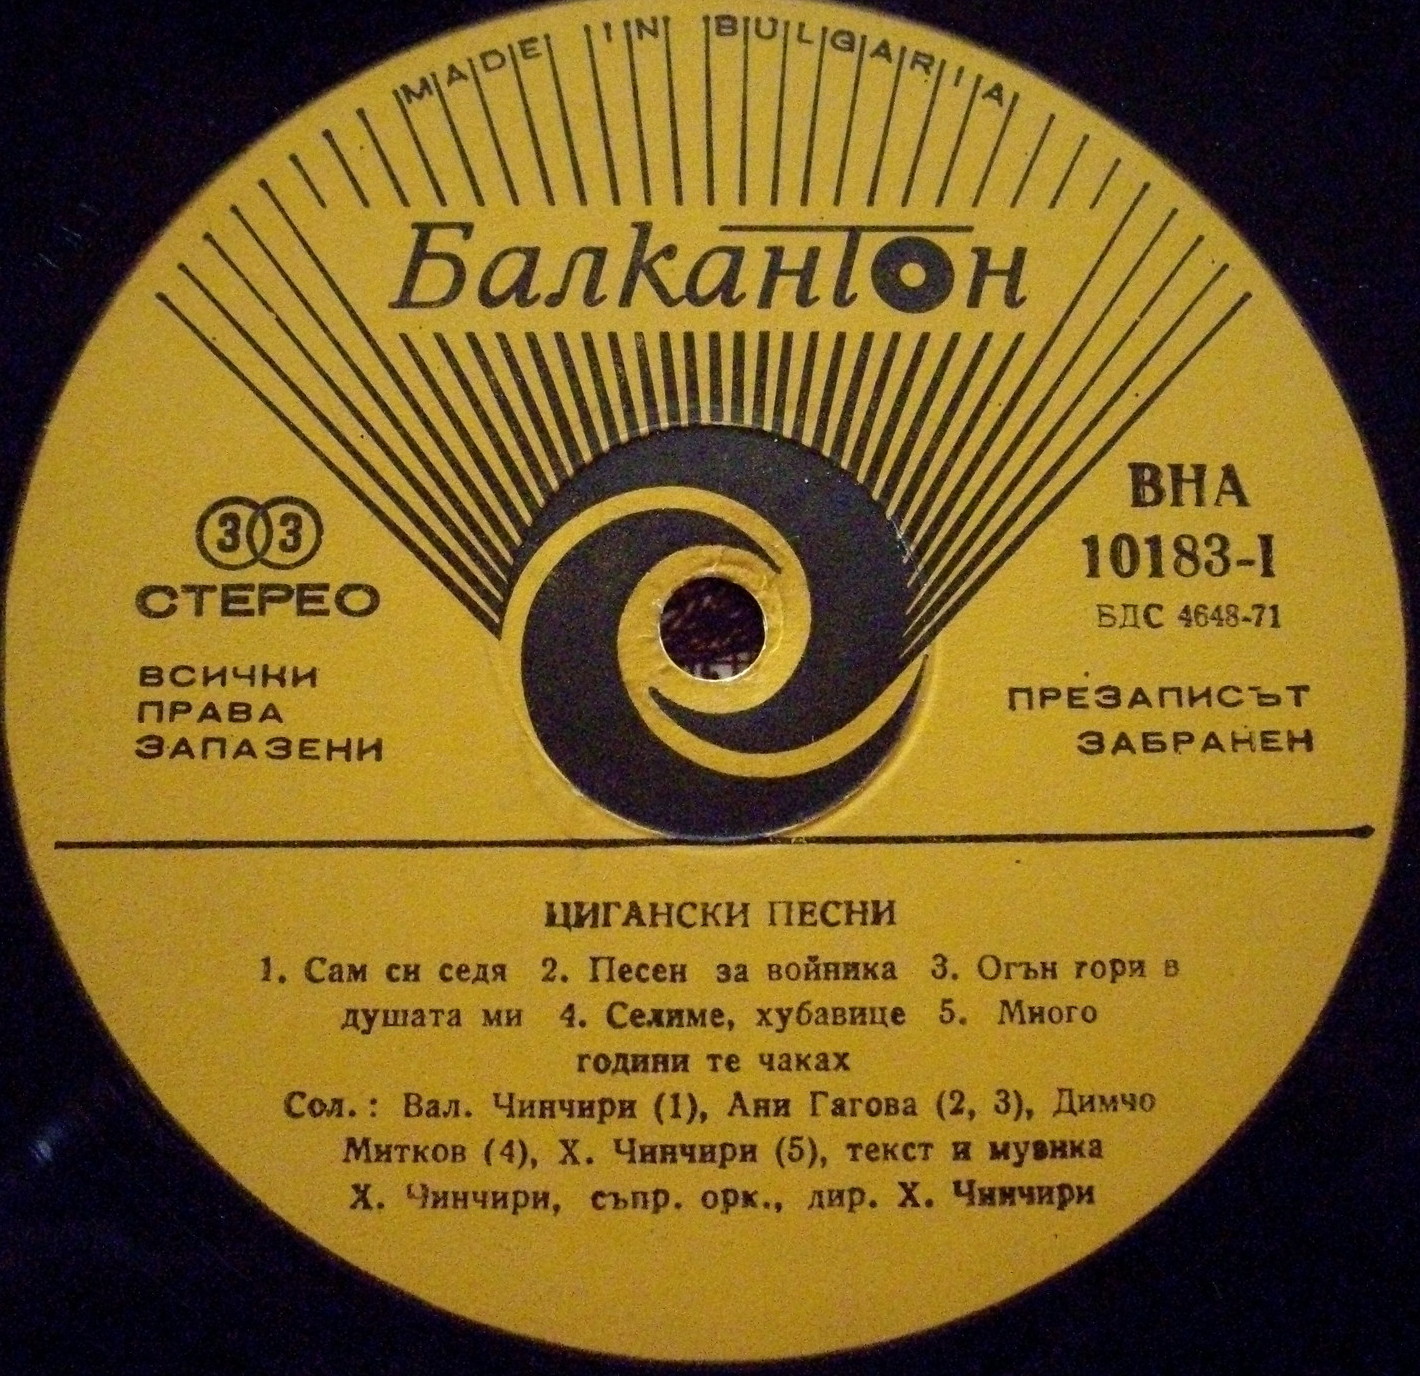 MADE IN BULGARIA
Балкантон
33
СТЕРЕО
ВСИЧКИ
ПРАВА
ЗАПАЗЕНИ
ВНА
10183-I
БДС 4648-71
ПРЕЗАПИСЪТ
ЗАБРАНЕН
ЦИГАНСКИ ПЕСНИ
1. Сам си седя 2. Песен за войника 3. Огън гори в
душата ми 4. Селиме, хубавице 5. Много
години те чаках
Сол.: Вал. Чинчири (1), Ани Гагова (2, 3), Димчо
Митков (4), Х. Чинчири (5), текст и музика
Х. Чинчири, съпр. орк., дир. Х. Чинчири